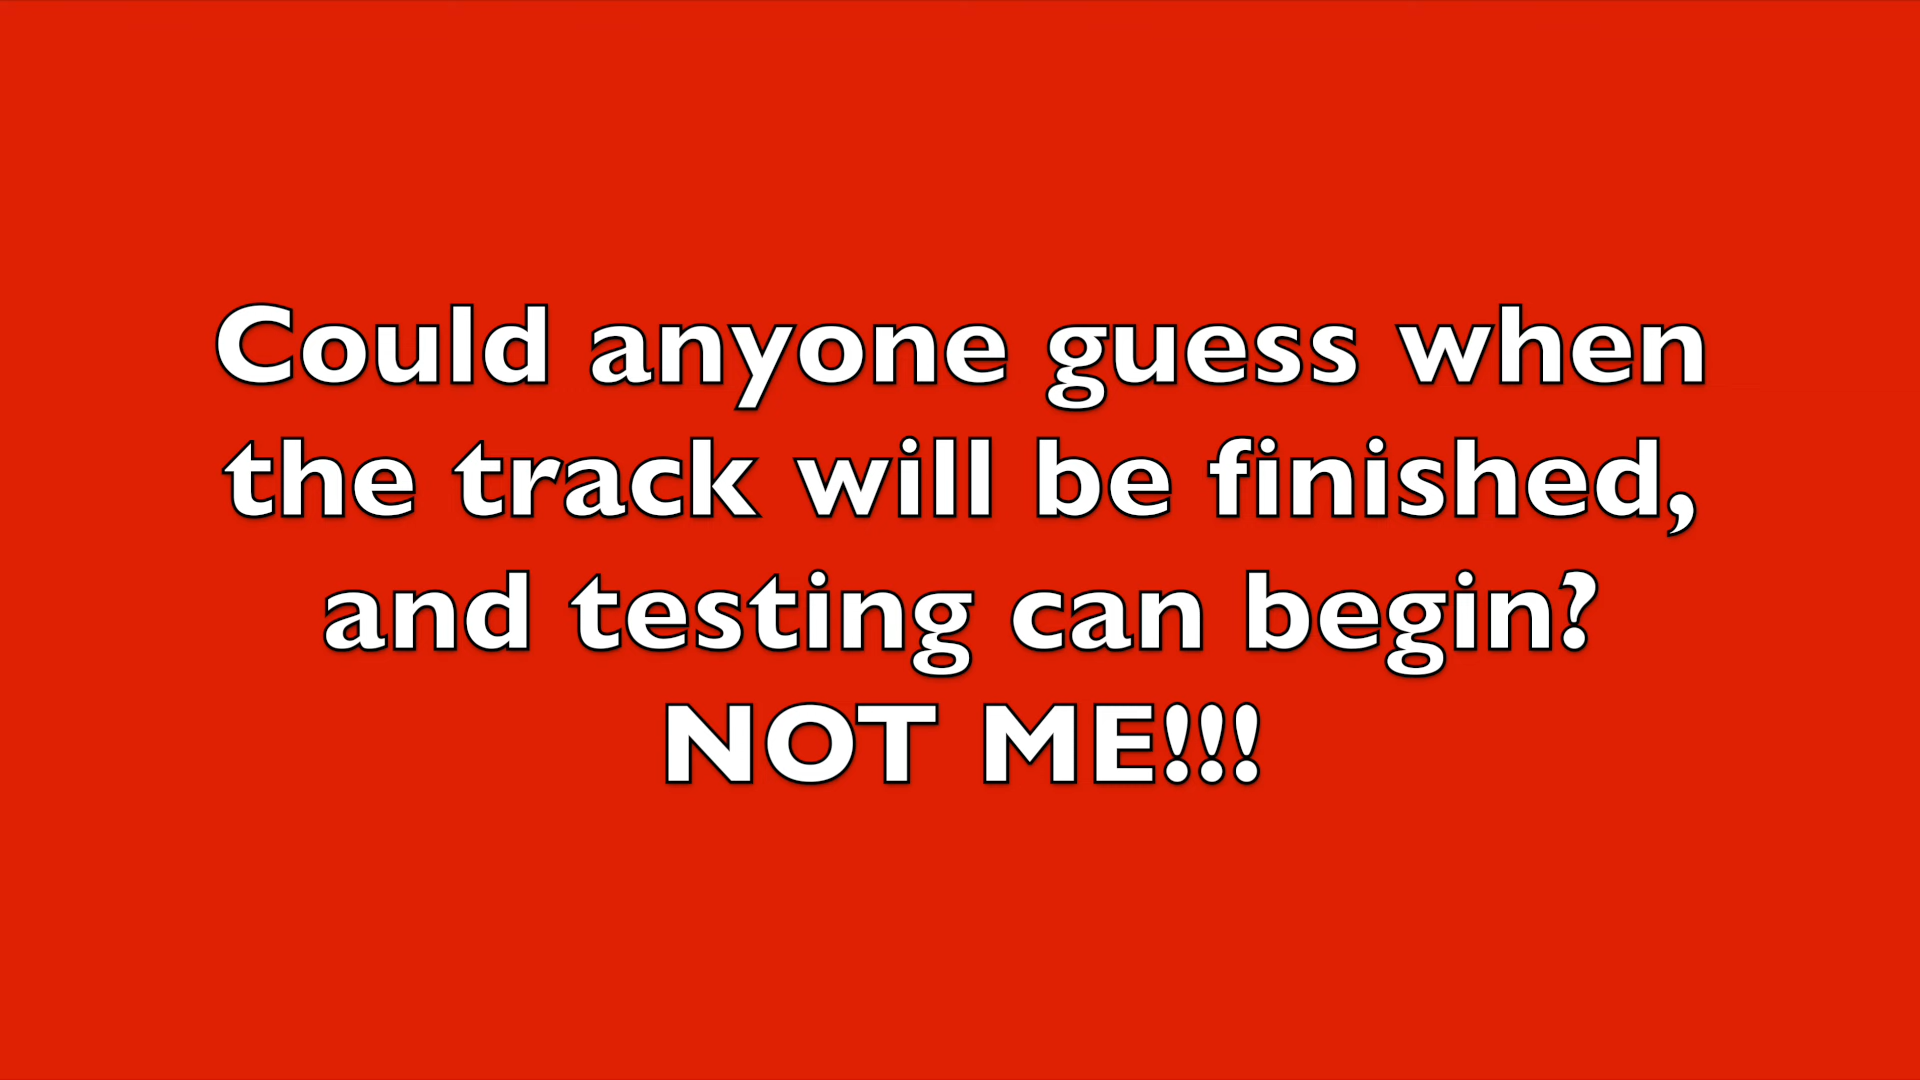 Could anyone guess when
the track will be finished,
and testing can begin?
NOT ME!!!